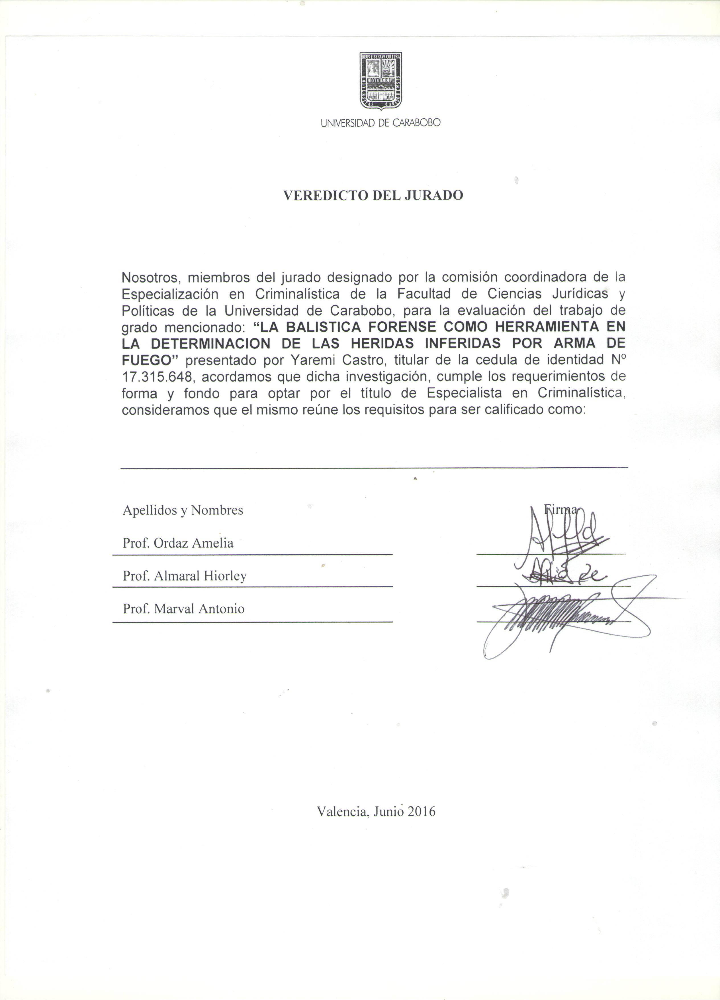 DEUS LIBERTAS CULTURA
UNIVERSITAS CARABOBENSIS
UNIVERSIDAD DE CARABOBO
VEREDICTO DEL JURADO
Nosotros, miembros del jurado designado por la comisión coordinadora de la
Especialización en Criminalística de la Facultad de Ciencias Jurídicas y
Políticas de la Universidad de Carabobo, para la evaluación del trabajo de
grado mencionado: “LA BALISTICA FORENSE COMO HERRAMIENTA EN
LA DETERMINACION DE LAS HERIDAS INFERIDAS POR ARMA DE
FUEGO” presentado por Yaremi Castro, titular de la cedula de identidad Nº
17.315.648, acordamos que dicha investigación, cumple los requerimientos de
forma y fondo para optar por el título de Especialista en Criminalística,
consideramos que el mismo reúne los requisitos para ser calificado como:
Apellidos y Nombres Firma
Prof. Ordaz Amelia
Prof. Almaral Hiorley
Prof. Marval Antonio
Valencia, Junio 2016